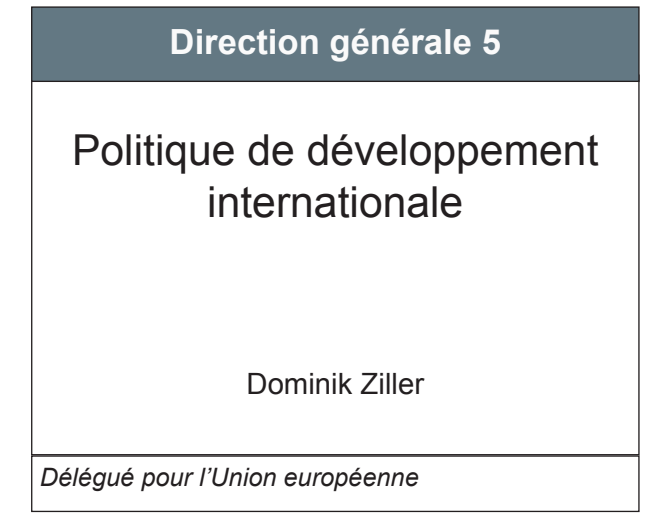 Direction générale 5
Politique de développement
internationale
Dominik Ziller
Délégué pour l’Union européenne